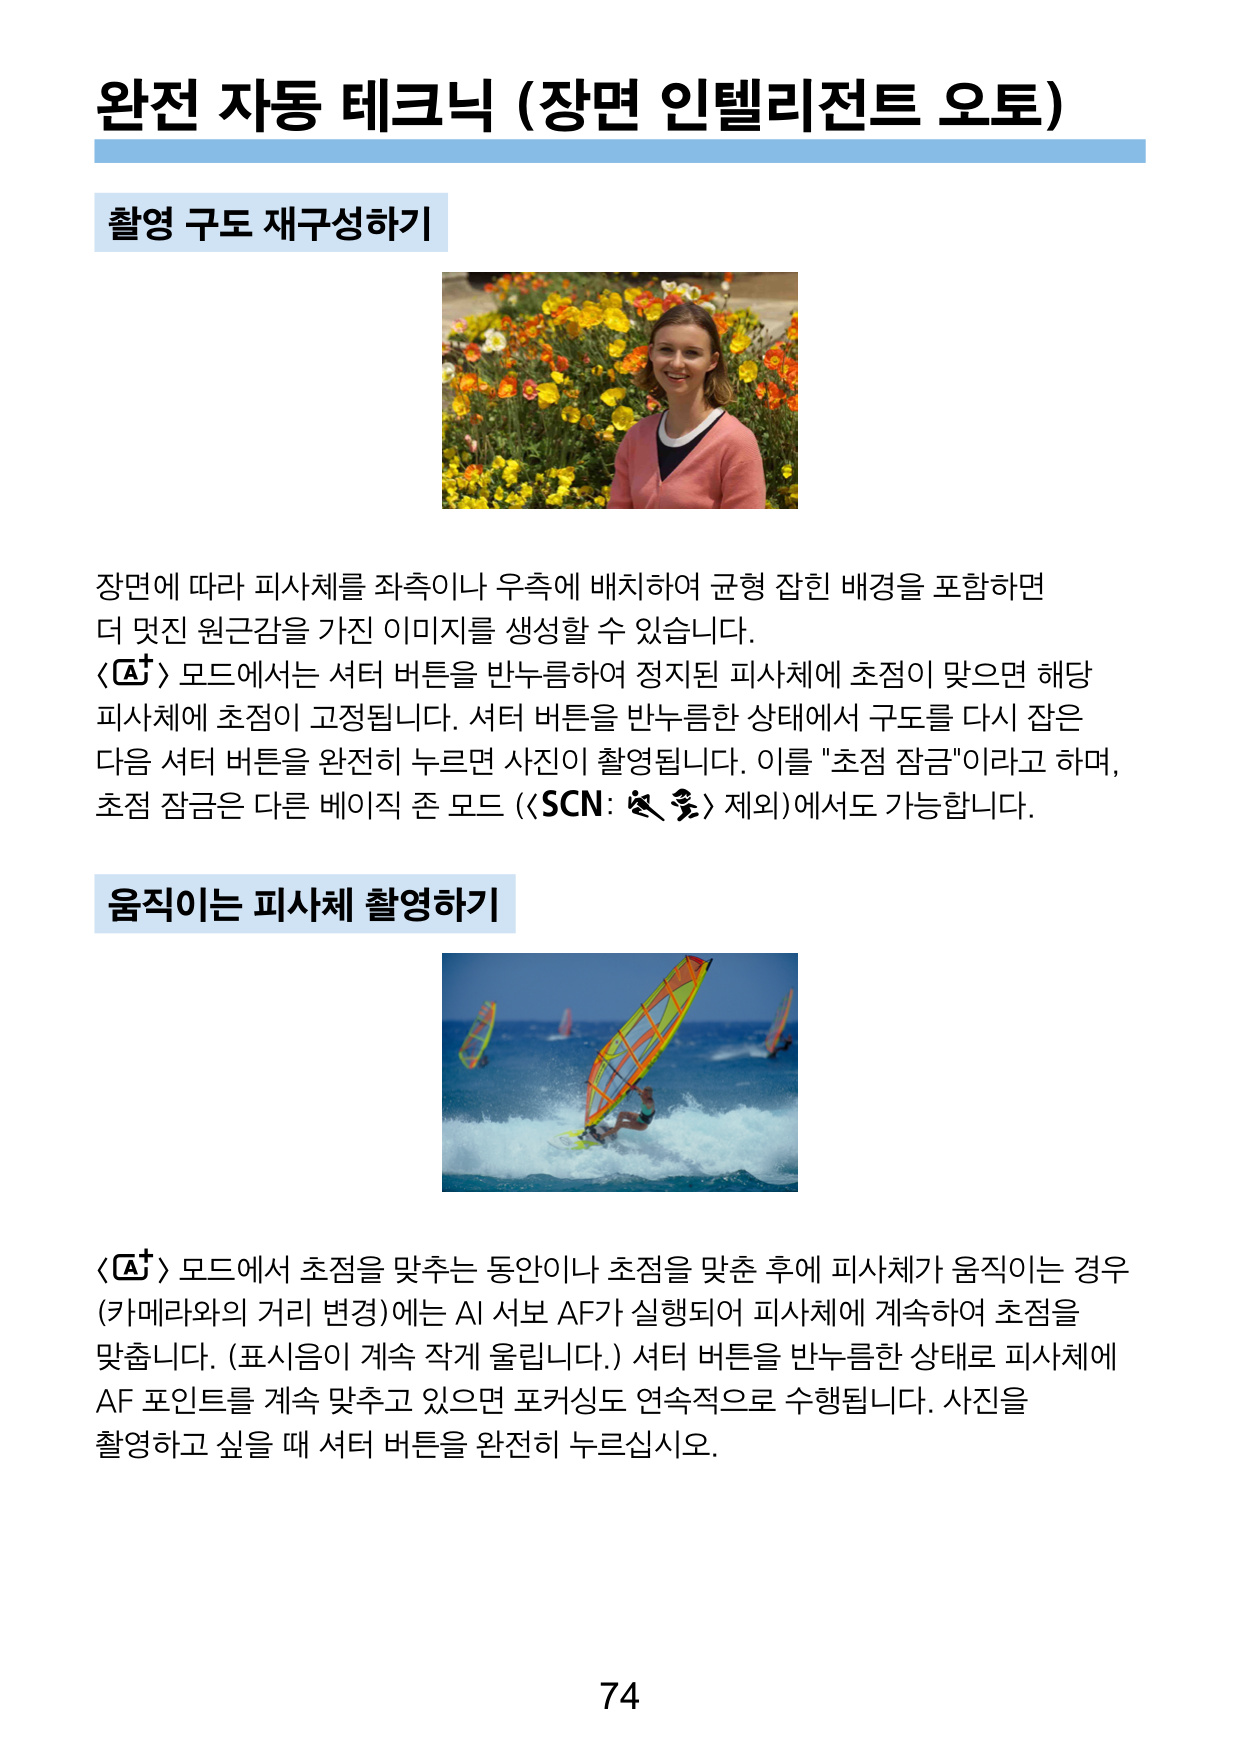 완전 자동 테크닉 (장면 인텔리전트 오토)
촬영 구도 재구성하기
장면에 따라 피사체를 좌측이나 우측에 배치하여 균형 잡힌 배경을 포함하면
더 멋진 원근감을 가진 이미지를 생성할 수 있습니다.
〈A+〉 모드에서는 셔터 버튼을 반누름하여 정지된 피사체에 초점이 맞으면 해당
피사체에 초점이 고정됩니다. 셔터 버튼을 반누름한 상태에서 구도를 다시 잡은
다음 셔터 버튼을 완전히 누르면 사진이 촬영됩니다. 이를 "초점 잠금"이라고 하며,
초점 잠금은 다른 베이직 존 모드 (〈SCN: 〉 제외)에서도 가능합니다.
움직이는 피사체 촬영하기
〈A+〉 모드에서 초점을 맞추는 동안이나 초점을 맞춘 후에 피사체가 움직이는 경우
(카메라와의 거리 변경)에는 AI 서보 AF가 실행되어 피사체에 계속하여 초점을
맞춥니다. (표시음이 계속 작게 울립니다.) 셔터 버튼을 반누름한 상태로 피사체에
AF 포인트를 계속 맞추고 있으면 포커싱도 연속적으로 수행됩니다. 사진을
촬영하고 싶을 때 셔터 버튼을 완전히 누르십시오.
74